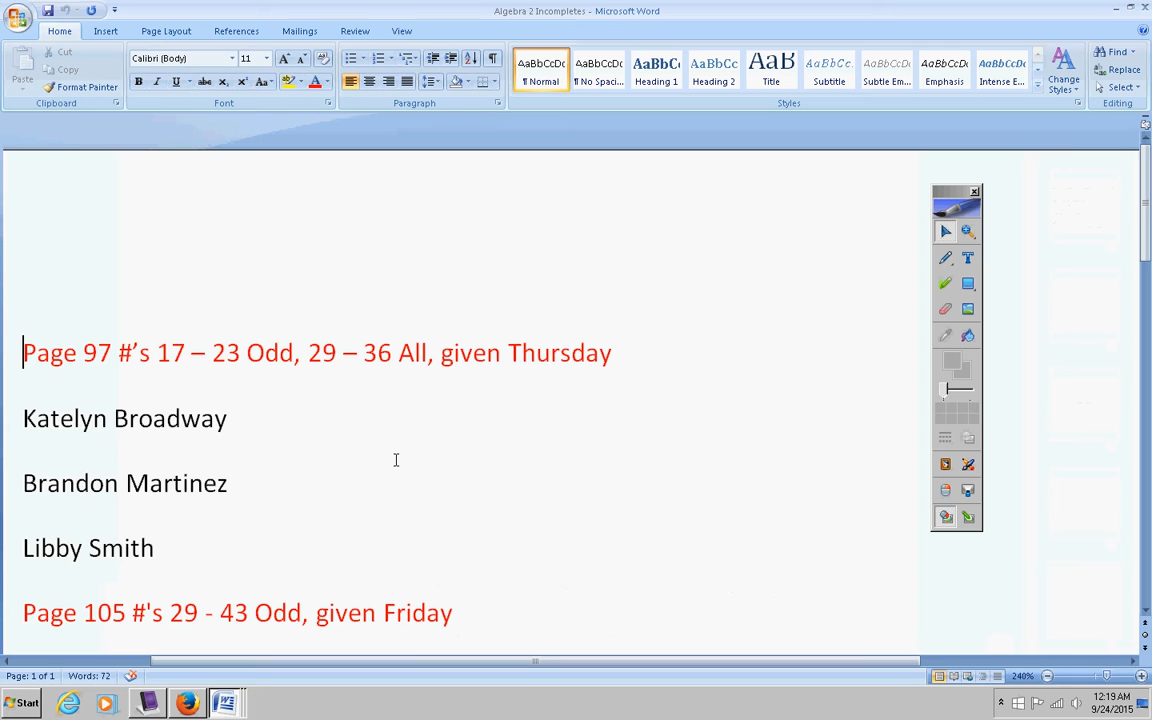 Algebra 2 Incompletes - Microsoft Word
Home Insert Page Layout References Mailings Review View
Paste
Cut
Copy
Format Painter
Clipboard
Calibri (Body) 11
Font
Paragraph
AaBbCcDc AaBbCcDc AaBbCc AaBbCc AaB AaBbCc. AaBbCcDc AaBbCcDc AaBbCcDc
¶ Normal ¶ No Spaci... Heading 1 Heading 2 Title Subtitle Subtle Em... Emphasis Intense E...
Change Styles
Styles
Find
Replace
Select
Editing
Page 97 #’s 17 – 23 Odd, 29 – 36 All, given Thursday
Katelyn Broadway
Brandon Martinez
Libby Smith
Page 105 #'s 29 - 43 Odd, given Friday
Page: 1 of 1 Words: 72 240%
Start
12:19 AM
9/24/2015